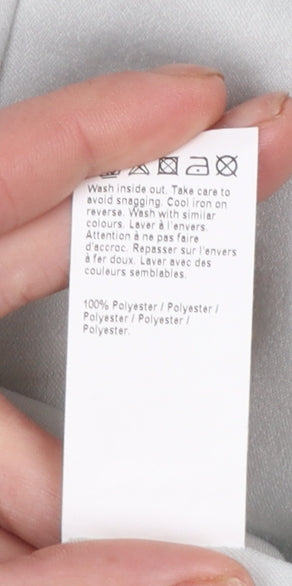 Wash inside out. Take care to
avoid snagging. Cool iron on
reverse. Wash with similar
colours. Laver à l'envers.
Attention à ne pas faire
d'accroc. Repasser sur l'envers
à fer doux. Laver avec des
couleurs semblables.
100% Polyester / Polyester /
Polyester / Polyester /
Polyester.